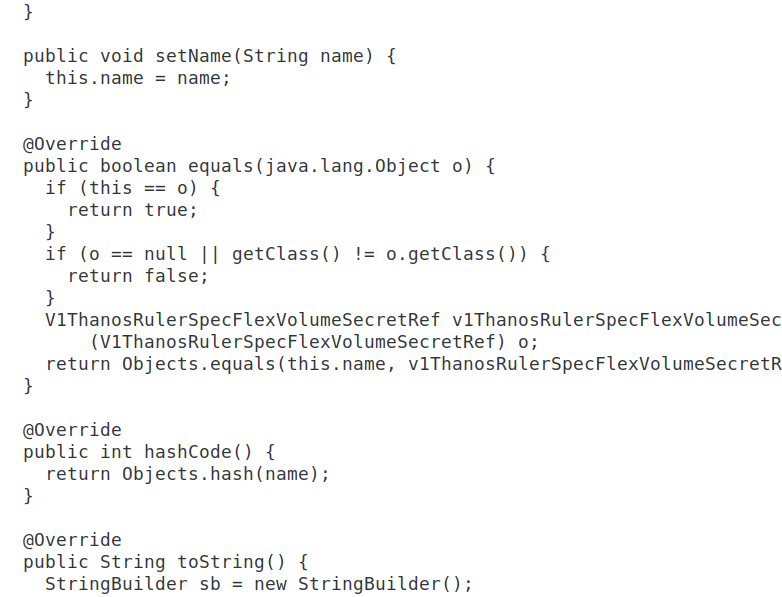 }

public void setName(String name) {
  this.name = name;
}

@Override
public boolean equals(java.lang.Object o) {
  if (this == o) {
    return true;
  }
  if (o == null || getClass() != o.getClass()) {
    return false;
  }
  V1ThanosRulerSpecFlexVolumeSecretRef v1ThanosRulerSpecFlexVolumeSec
      (V1ThanosRulerSpecFlexVolumeSecretRef) o;
  return Objects.equals(this.name, v1ThanosRulerSpecFlexVolumeSecretR
}

@Override
public int hashCode() {
  return Objects.hash(name);
}

@Override
public String toString() {
  StringBuilder sb = new StringBuilder();